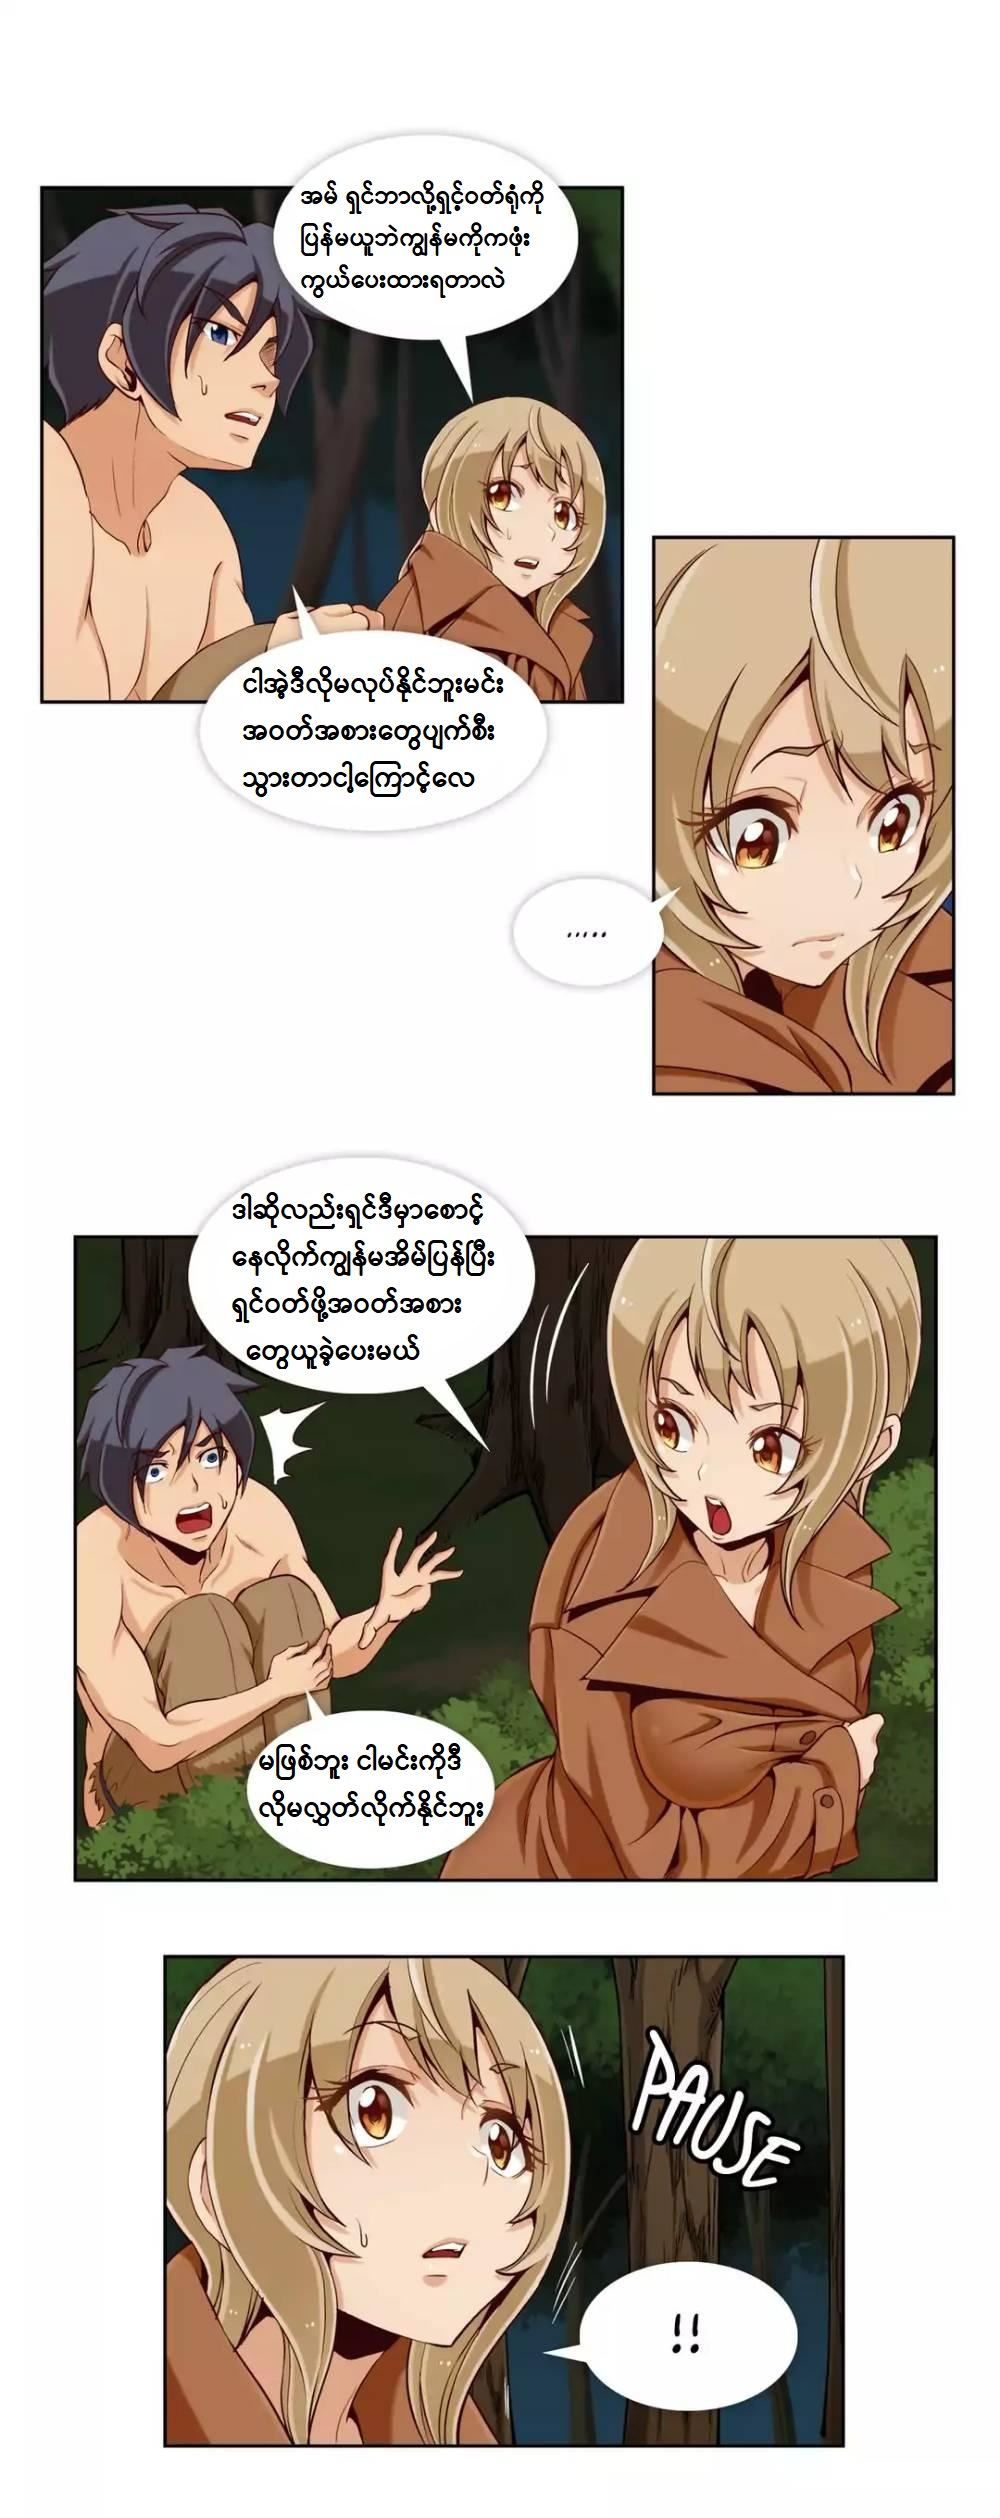 အမ် ရှင်ဘာလို့ရှင့်ဝတ်ရုံကို
ပြန်မယူဘဲကျွန်မကိုကဖုံး
ကွယ်ပေးထားရတာလဲ
ငါအဲ့ဒီလိုမလုပ်နိုင်ဘူးမင်း
အဝတ်အစားတွေပျက်စီး
သွားတာငါ့ကြောင့်လေ
.....
ဒါဆိုလည်းရှင်ဒီမှာစောင့်
နေလိုက်ကျွန်မအိမ်ပြန်ပြီး
ရှင်ဝတ်ဖို့အဝတ်အစား
တွေယူခဲ့ပေးမယ်
မဖြစ်ဘူး ငါမင်းကိုဒီ
လိုမလွှတ်လိုက်နိုင်ဘူး
PAUSE
!!